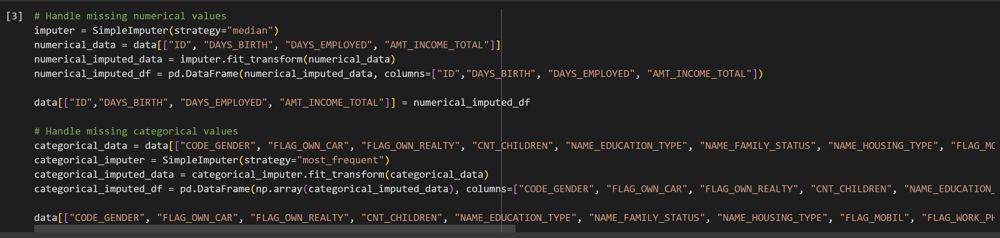 [3] # Handle missing numerical values
imputer = SimpleImputer(strategy="median")
numerical_data = data[["ID", "DAYS_BIRTH", "DAYS_EMPLOYED", "AMT_INCOME_TOTAL"]]
numerical_imputed_data = imputer.fit_transform(numerical_data)
numerical_imputed_df = pd.DataFrame(numerical_imputed_data, columns=["ID","DAYS_BIRTH", "DAYS_EMPLOYED", "AMT_INCOME_TOTAL"])
data[["ID","DAYS_BIRTH", "DAYS_EMPLOYED", "AMT_INCOME_TOTAL"]] = numerical_imputed_df
# Handle missing categorical values
categorical_data = data[["CODE_GENDER", "FLAG_OWN_CAR", "FLAG_OWN_REALTY", "CNT_CHILDREN", "NAME_EDUCATION_TYPE", "NAME_FAMILY_STATUS", "NAME_HOUSING_TYPE", "FLAG_MO
categorical_imputer = SimpleImputer(strategy="most_frequent")
categorical_imputed_data = categorical_imputer.fit_transform(categorical_data)
categorical_imputed_df = pd.DataFrame(np.array(categorical_imputed_data), columns=["CODE_GENDER", "FLAG_OWN_CAR", "FLAG_OWN_REALTY", "CNT_CHILDREN", "NAME_EDUCATION_
data[["CODE_GENDER", "FLAG_OWN_CAR", "FLAG_OWN_REALTY", "CNT_CHILDREN", "NAME_EDUCATION_TYPE", "NAME_FAMILY_STATUS", "NAME_HOUSING_TYPE", "FLAG_MOBIL", "FLAG_WORK_PH